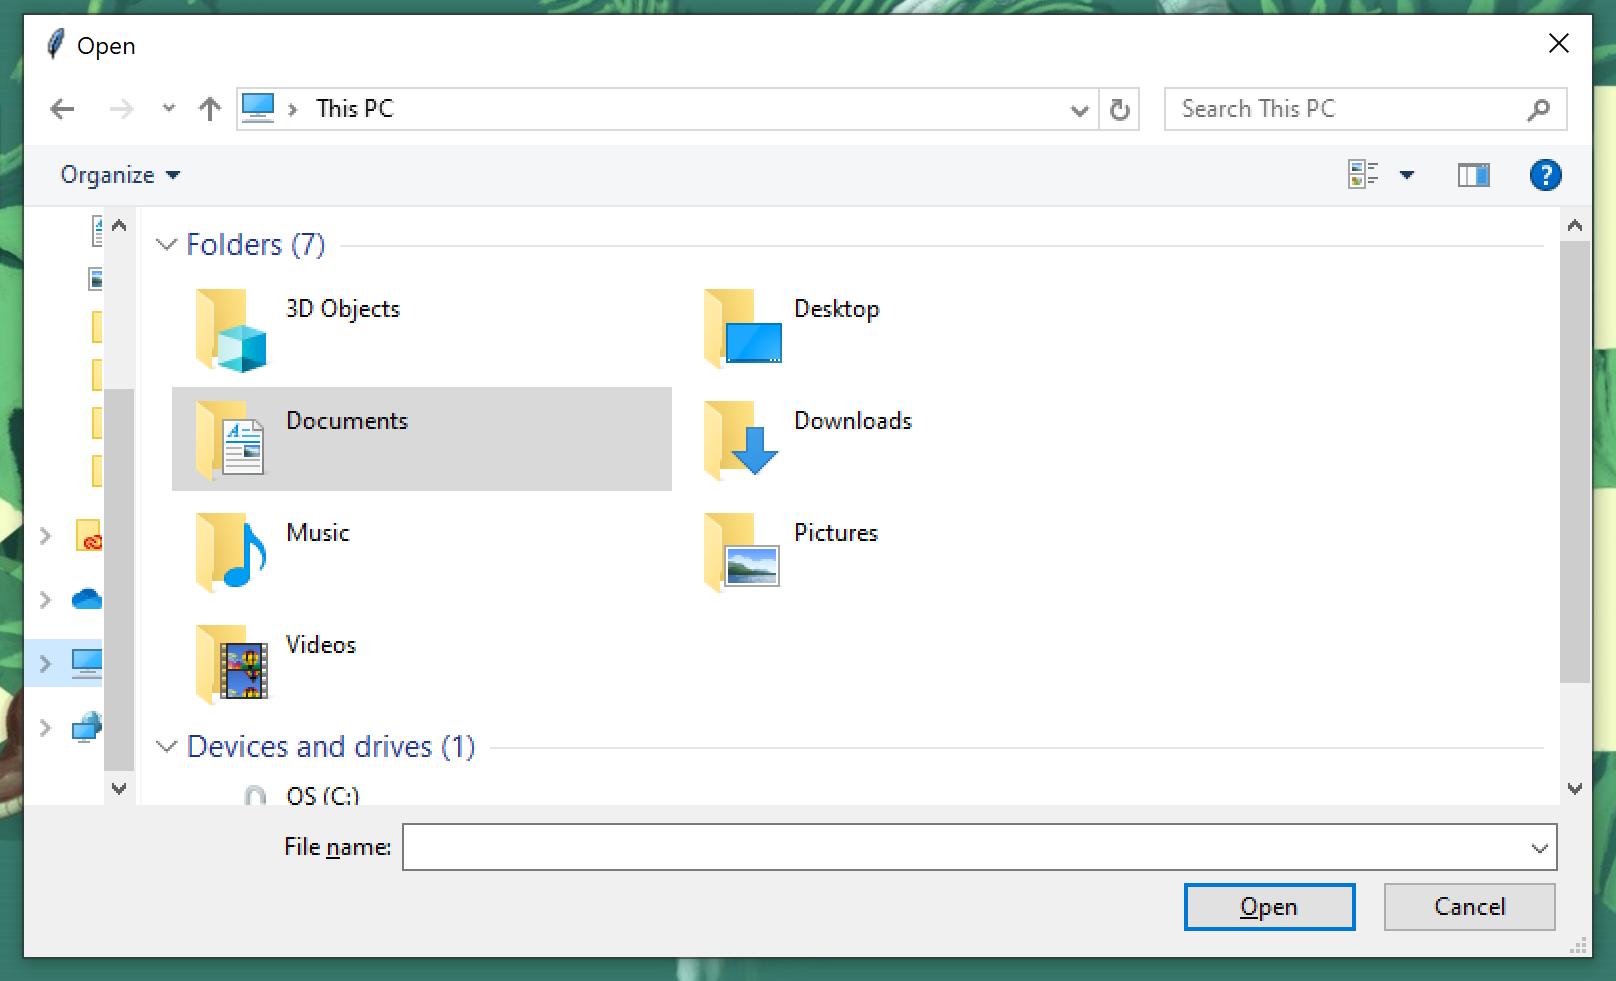 Open
This PC
Search This PC
Organize
?
Folders (7)
3D Objects
Desktop
Documents
Downloads
Music
Pictures
Videos
Devices and drives (1)
OS (C:)
File name:
Open
Cancel